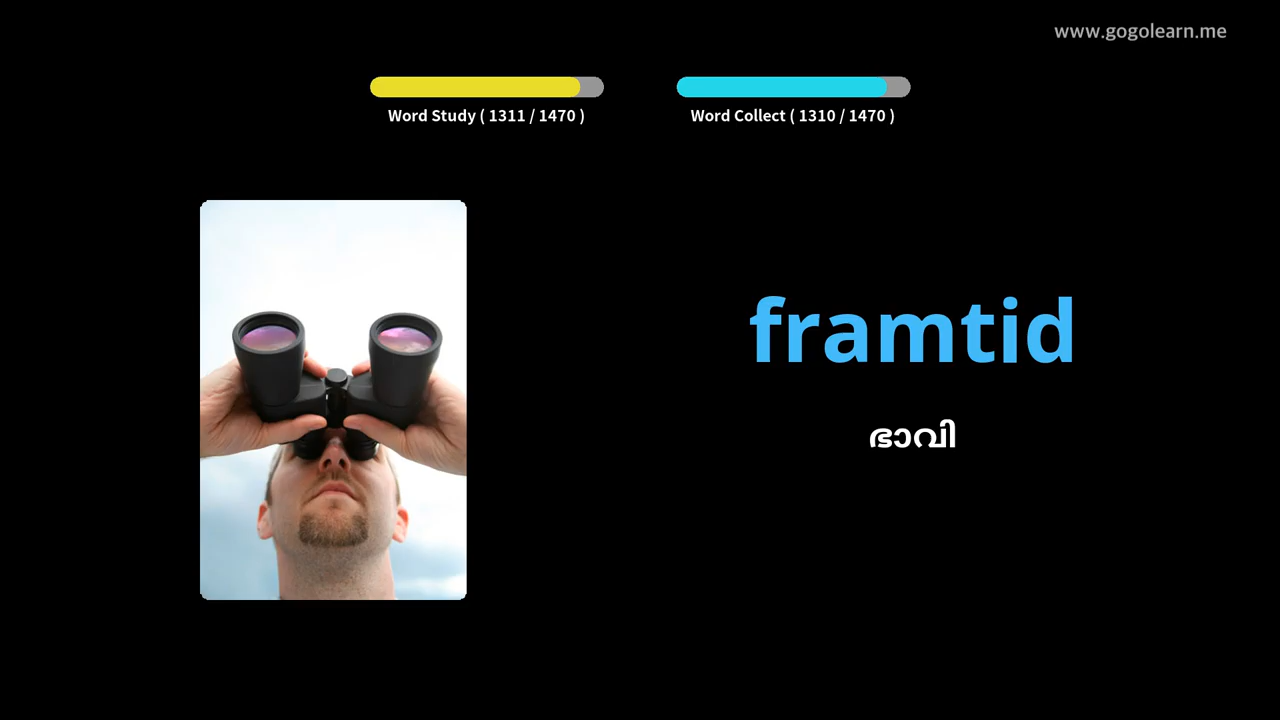 www.gogolearn.me
Word Study ( 1311 / 1470 )
Word Collect ( 1310 / 1470 )
framtid
ഭാവി